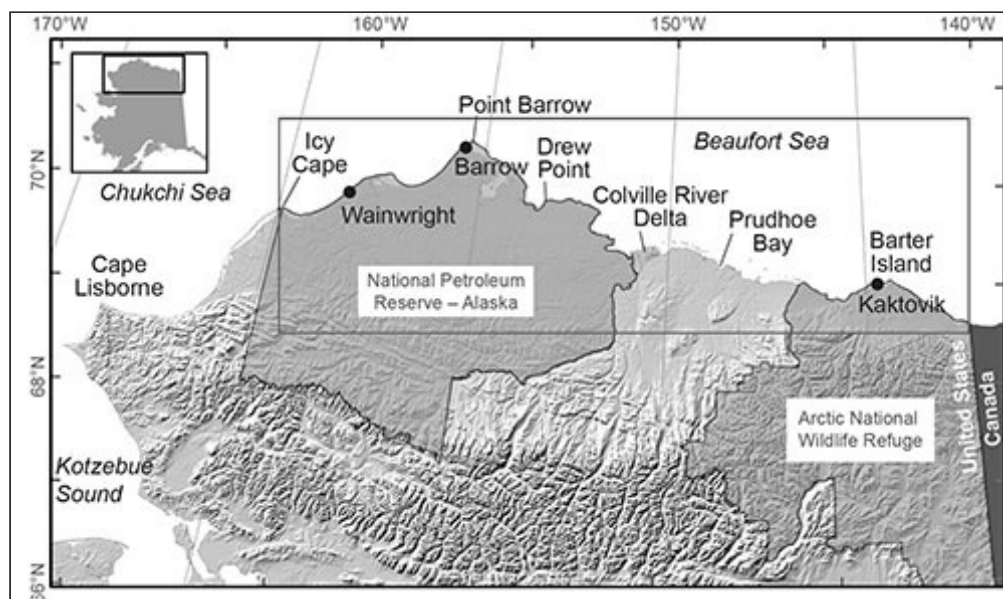 170°W
160°W
150°W
140°W
Point Barrow
Beaufort Sea
Icy
Cape
Drew
Point
Barrow
70°N
Chukchi Sea
Colville River
Delta
Wainwright
Prudhoe
Bay
Barter
Island
Cape
Lisborne
National Petroleum
Reserve – Alaska
Kaktovik
68°N
United States
Canada
Arctic National
Wildlife Refuge
Kotzebue
Sound
66°N